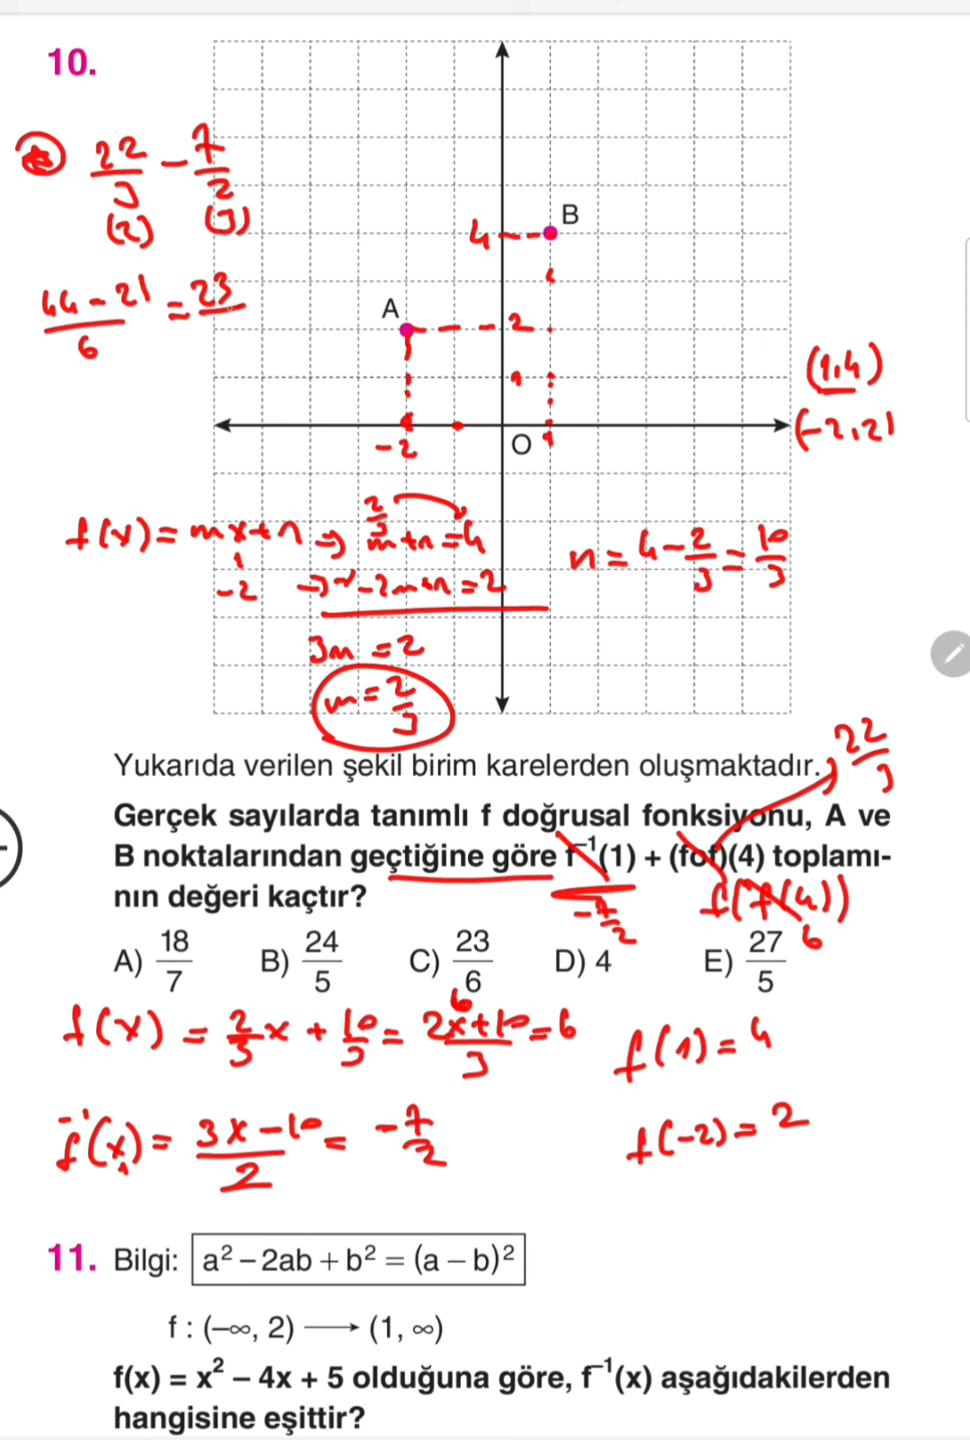 10.
22/3 - 7/2
(2) (3)
44 - 21 / 6 = 23
B
4
A
2
1
(1,4)
-2
O
1
(-2,2)
f(x) = mx+n ⇒ 2/3 m+n = 4
1
-2 ⇒ - -2m+n = 2
n = 4 - 2/3 = 10/3
3m = 2
m = 2/3
22/3
Yukarıda verilen şekil birim karelerden oluşmaktadır.
Gerçek sayılarda tanımlı f doğrusal fonksiyonu, A ve
B noktalarından geçtiğine göre f⁻¹(1) + (fof)(4) toplamı-
nın değeri kaçtır?
-7/2
f(f(4))
6
A) 18/7 B) 24/5 C) 23/6 D) 4 E) 27/5
f(x) = 2/3 x + 10/3 = 2x+10/3 = 6
6
f(1) = 4
f⁻¹(x) = 3x-10/2 = -7/2
1
f(-2) = 2
11. Bilgi: a² – 2ab + b² = (a – b)²
f : (–∞, 2) ⟶ (1, ∞)
f(x) = x² – 4x + 5 olduğuna göre, f⁻¹(x) aşağıdakilerden
hangisine eşittir?